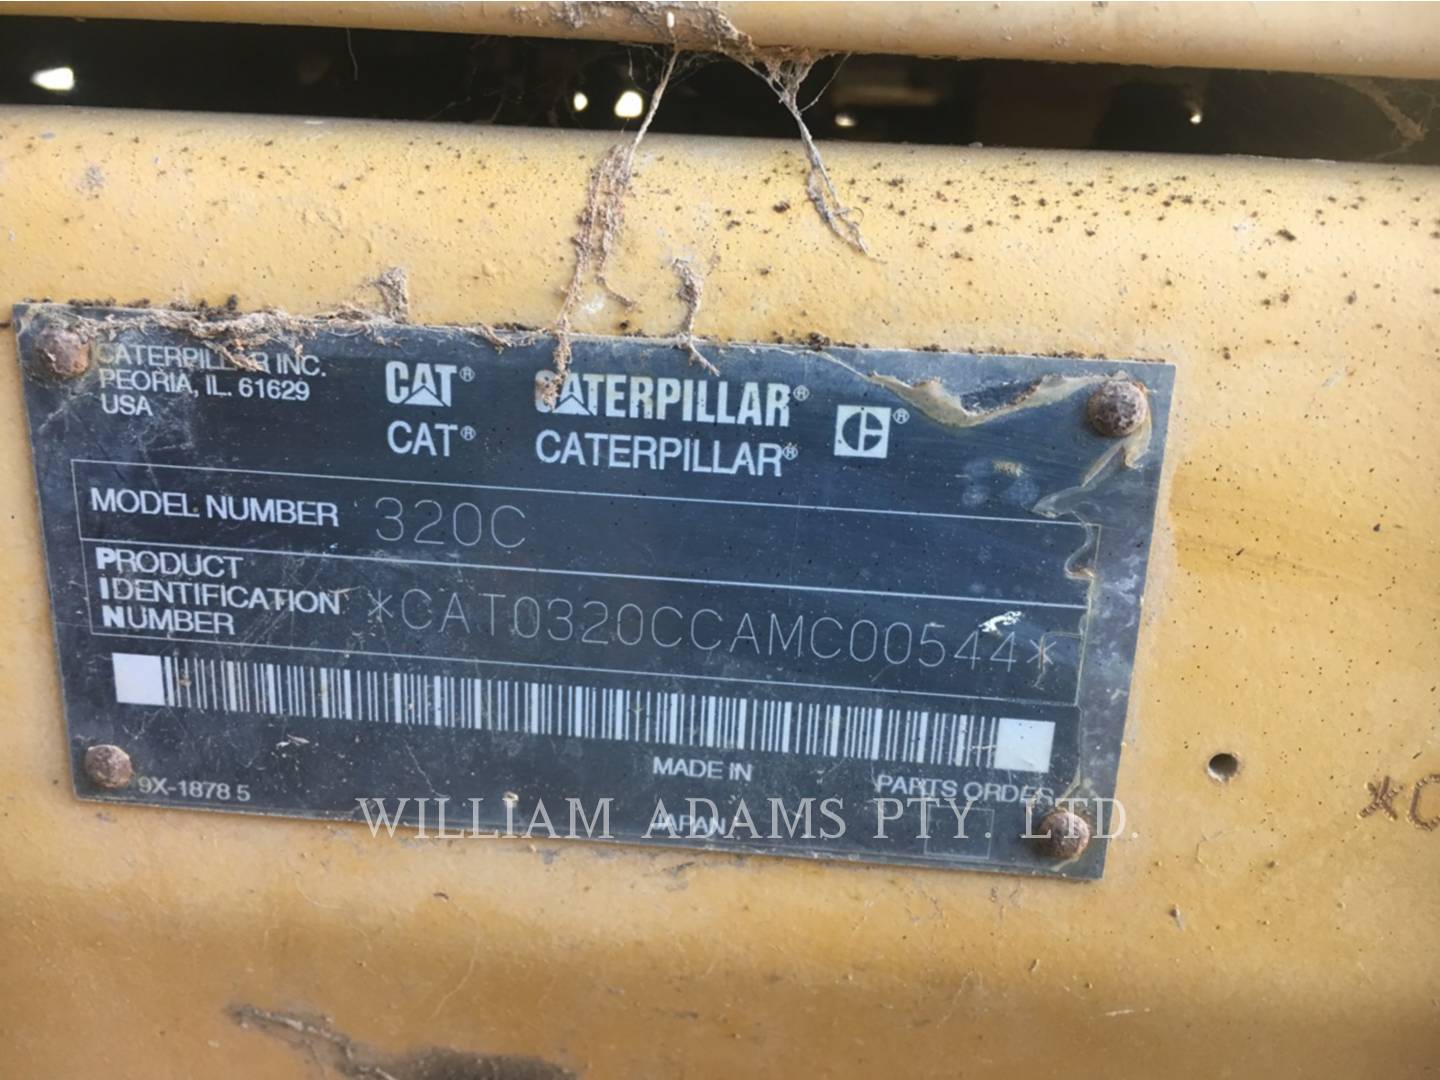 CATERPILLAR INC.
PEORIA, IL. 61629
USA
CAT® CATERPILLAR® C®
CAT® CATERPILLAR®
MODEL NUMBER 320C
PRODUCT
IDENTIFICATION
NUMBER *CAT0320CCAMC00544*
MADE IN PARTS ORDER
9X-1878 5
JAPAN
WILLIAM ADAMS PTY. LTD.
*C